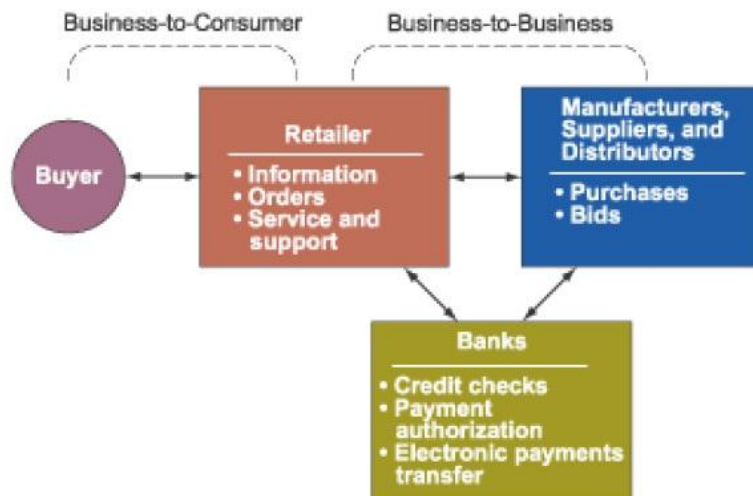 Business-to-Consumer
Business-to-Business
Buyer
Retailer
• Information
• Orders
• Service and
support
Manufacturers,
Suppliers, and
Distributors
• Purchases
• Bids
Banks
• Credit checks
• Payment
authorization
• Electronic payments
transfer